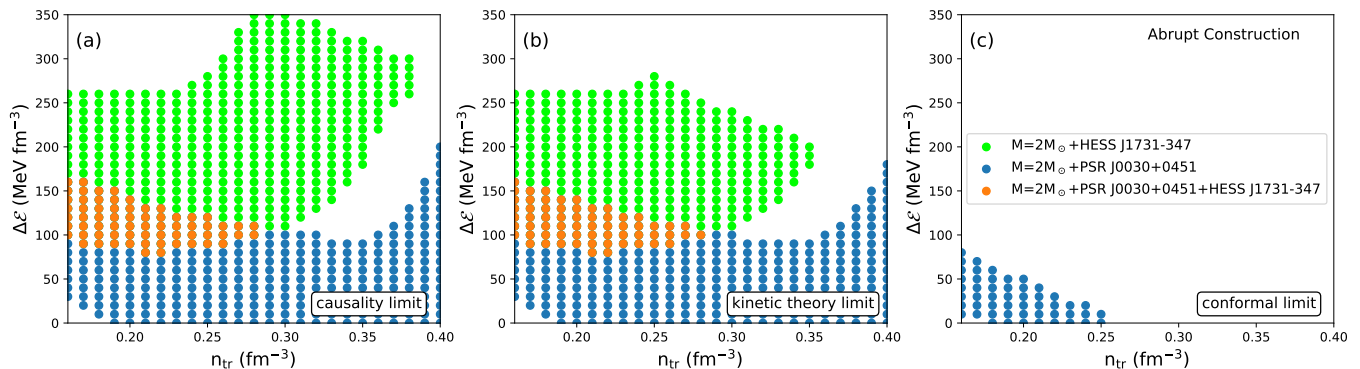 (a)
350
300
250
200
150
100
50
0
Δℰ (MeV fm⁻³)
0.20
0.25
0.30
0.35
0.40
n_tr (fm⁻³)
causality limit
(b)
350
300
250
200
150
100
50
0
Δℰ (MeV fm⁻³)
0.20
0.25
0.30
0.35
0.40
n_tr (fm⁻³)
kinetic theory limit
(c)
Abrupt Construction
350
300
250
200
150
100
50
0
Δℰ (MeV fm⁻³)
M=2M☉+HESS J1731-347
M=2M☉+PSR J0030+0451
M=2M☉+PSR J0030+0451+HESS J1731-347
0.20
0.25
0.30
0.35
0.40
n_tr (fm⁻³)
conformal limit